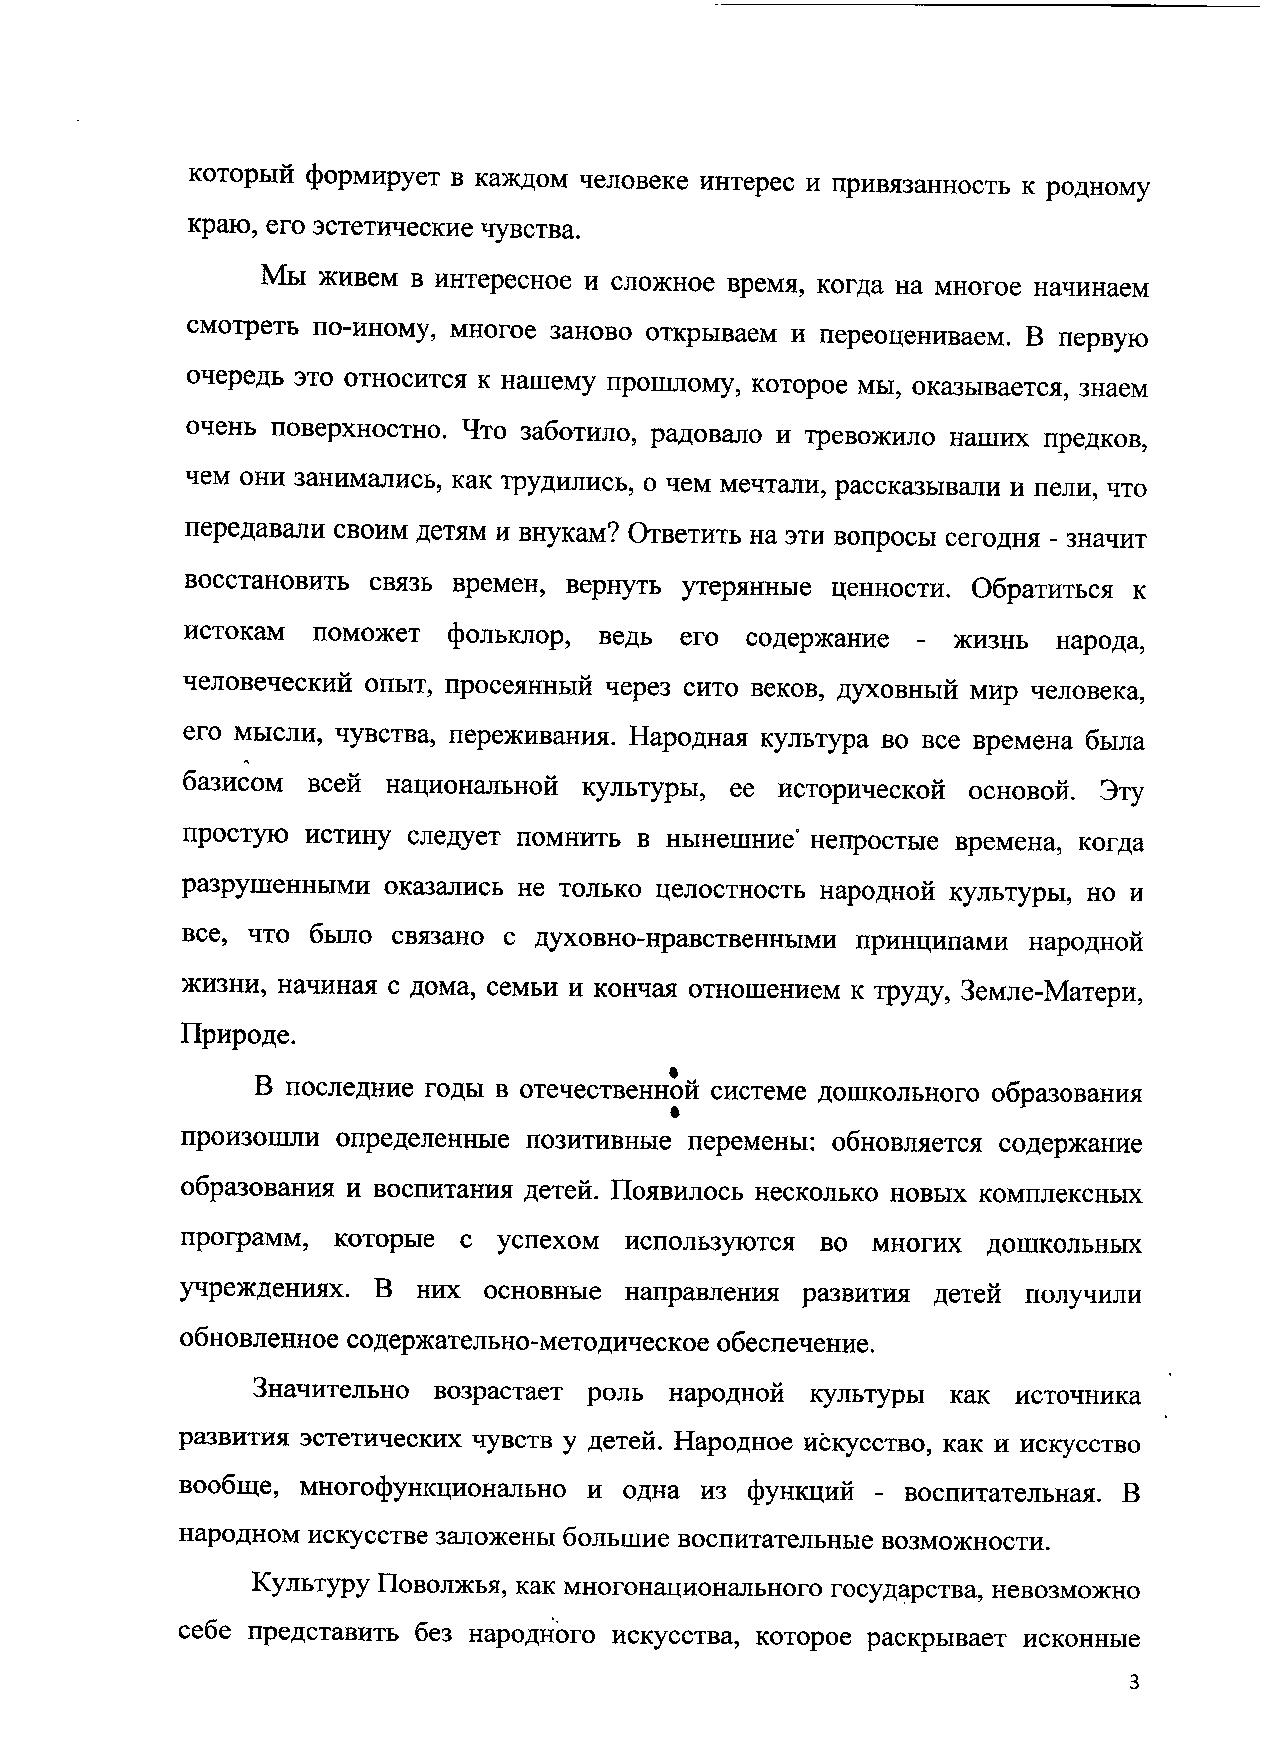 который формирует в каждом человеке интерес и привязанность к родному
краю, его эстетические чувства.
Мы живем в интересное и сложное время, когда на многое начинаем
смотреть по-иному, многое заново открываем и переоцениваем. В первую
очередь это относится к нашему прошлому, которое мы, оказывается, знаем
очень поверхностно. Что заботило, радовало и тревожило наших предков,
чем они занимались, как трудились, о чем мечтали, рассказывали и пели, что
передавали своим детям и внукам? Ответить на эти вопросы сегодня - значит
восстановить связь времен, вернуть утерянные ценности. Обратиться к
истокам поможет фольклор, ведь его содержание - жизнь народа,
человеческий опыт, просеянный через сито веков, духовный мир человека,
его мысли, чувства, переживания. Народная культура во все времена была
базисом всей национальной культуры, ее исторической основой. Эту
простую истину следует помнить в нынешние непростые времена, когда
разрушенными оказались не только целостность народной культуры, но и
все, что было связано с духовно-нравственными принципами народной
жизни, начиная с дома, семьи и кончая отношением к труду, Земле-Матери,
Природе.
В последние годы в отечественной системе дошкольного образования
произошли определенные позитивные перемены: обновляется содержание
образования и воспитания детей. Появилось несколько новых комплексных
программ, которые с успехом используются во многих дошкольных
учреждениях. В них основные направления развития детей получили
обновленное содержательно-методическое обеспечение.
Значительно возрастает роль народной культуры как источника
развития эстетических чувств у детей. Народное искусство, как и искусство
вообще, многофункционально и одна из функций - воспитательная. В
народном искусстве заложены большие воспитательные возможности.
Культуру Поволжья, как многонационального государства, невозможно
себе представить без народного искусства, которое раскрывает исконные
3